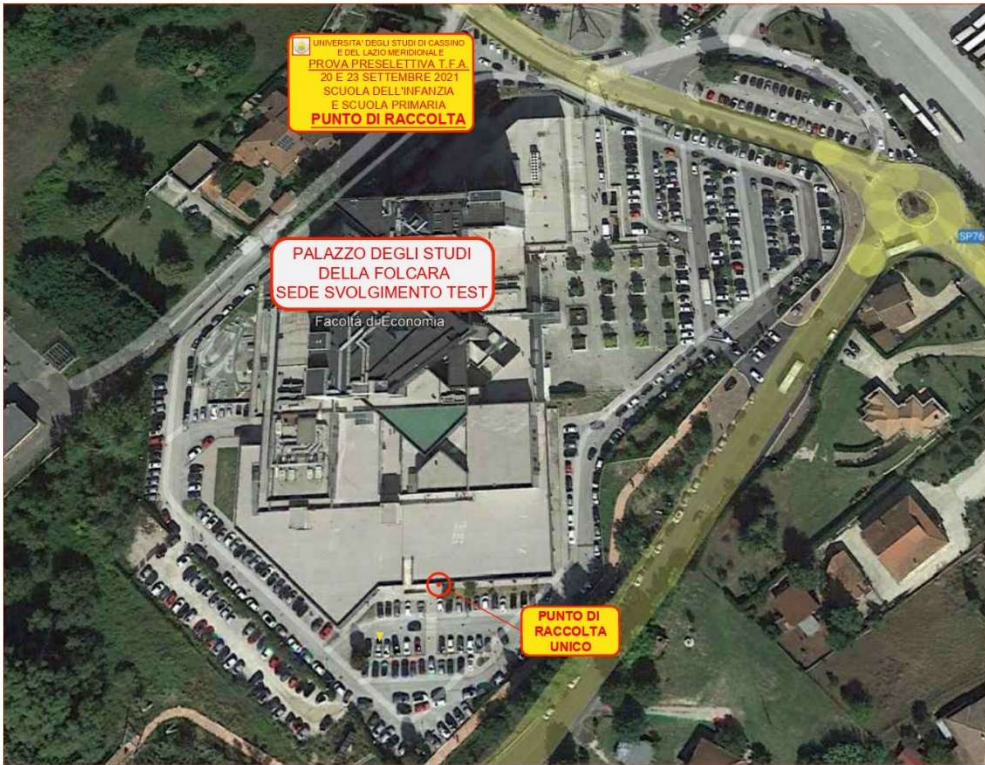 UNIVERSITA' DEGLI STUDI DI CASSINO
E DEL LAZIO MERIDIONALE
PROVA PRESELETTIVA T.F.A.
20 E 23 SETTEMBRE 2021
SCUOLA DELL'INFANZIA
E SCUOLA PRIMARIA
PUNTO DI RACCOLTA
SP76
PALAZZO DEGLI STUDI
DELLA FOLCARA
SEDE SVOLGIMENTO TEST
Facoltà di Economia
PUNTO DI
RACCOLTA
UNICO